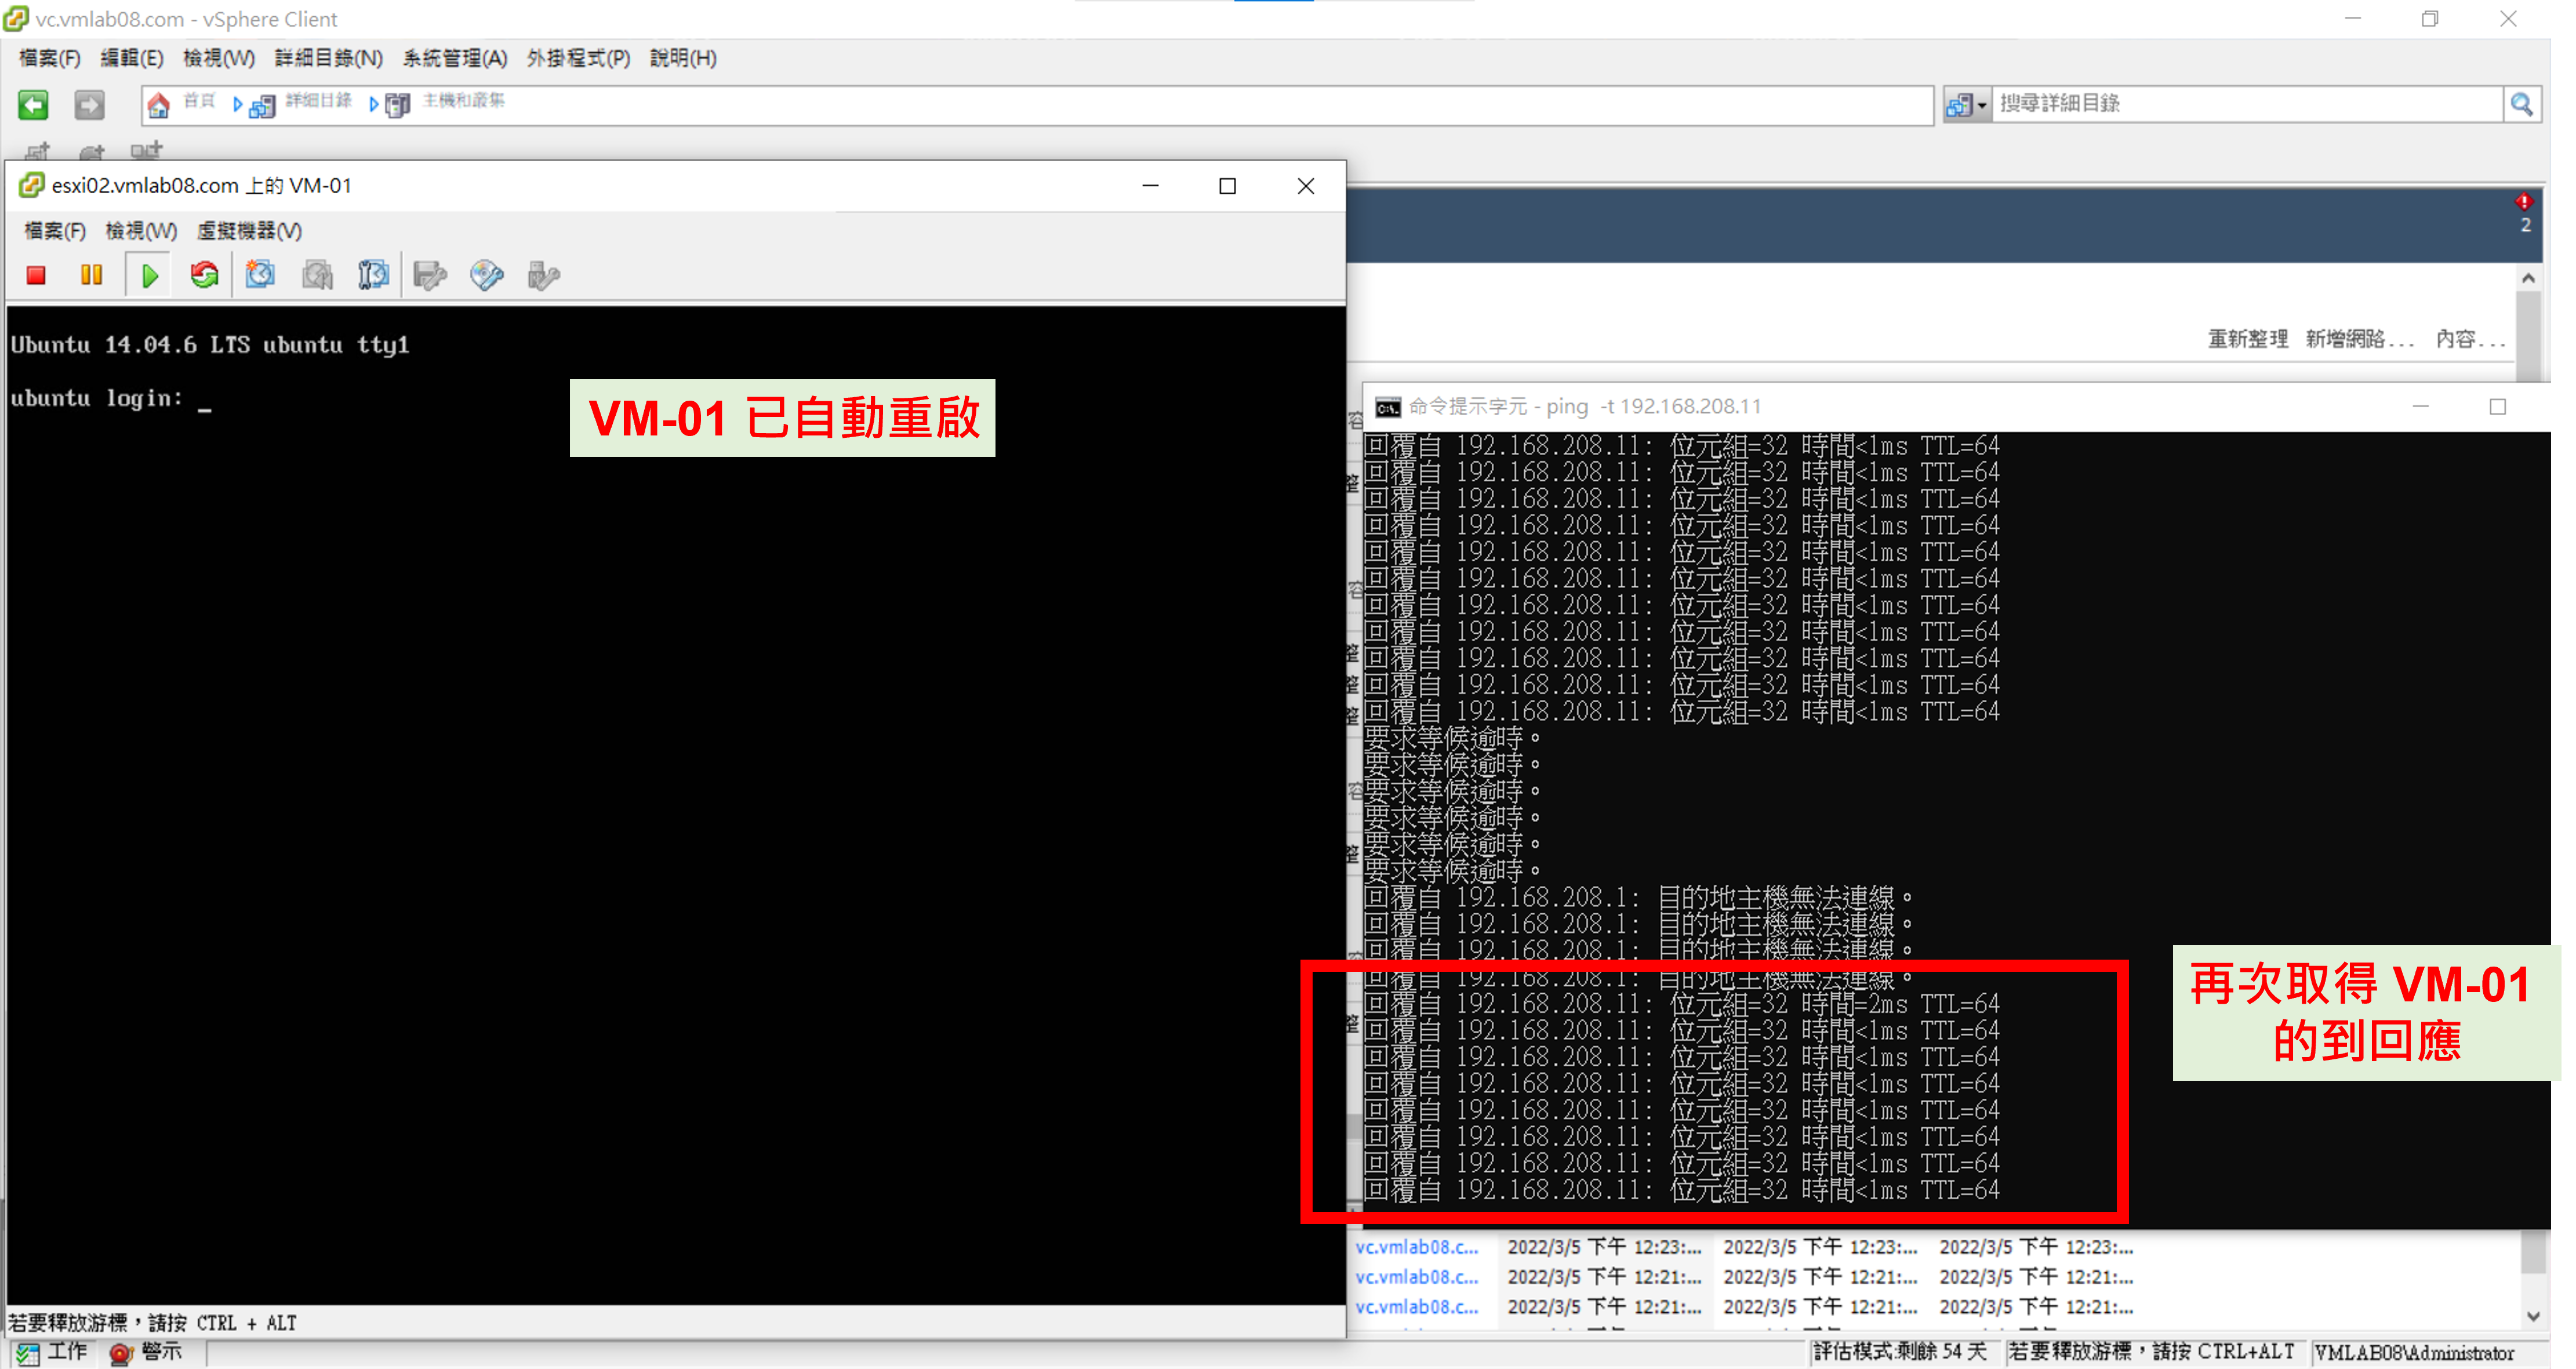 vc.vmlab08.com - vSphere Client
檔案(F) 編輯(E) 檢視(W) 詳細目錄(N) 系統管理(A) 外掛程式(P) 說明(H)
首頁 詳細目錄 主機和叢集
搜尋詳細目錄
esxi02.vmlab08.com 上的 VM-01
檔案(F) 檢視(W) 虛擬機器(V)
2
重新整理 新增網路... 內容...
Ubuntu 14.04.6 LTS ubuntu tty1
ubuntu login: _
VM-01 已自動重啟
命令提示字元 - ping -t 192.168.208.11
回覆自 192.168.208.11: 位元組=32 時間<1ms TTL=64
回覆自 192.168.208.11: 位元組=32 時間<1ms TTL=64
回覆自 192.168.208.11: 位元組=32 時間<1ms TTL=64
回覆自 192.168.208.11: 位元組=32 時間<1ms TTL=64
回覆自 192.168.208.11: 位元組=32 時間<1ms TTL=64
回覆自 192.168.208.11: 位元組=32 時間<1ms TTL=64
回覆自 192.168.208.11: 位元組=32 時間<1ms TTL=64
回覆自 192.168.208.11: 位元組=32 時間<1ms TTL=64
回覆自 192.168.208.11: 位元組=32 時間<1ms TTL=64
回覆自 192.168.208.11: 位元組=32 時間<1ms TTL=64
回覆自 192.168.208.11: 位元組=32 時間<1ms TTL=64
要求等候逾時。
要求等候逾時。
要求等候逾時。
要求等候逾時。
要求等候逾時。
要求等候逾時。
回覆自 192.168.208.1: 目的地主機無法連線。
回覆自 192.168.208.1: 目的地主機無法連線。
回覆自 192.168.208.1: 目的地主機無法連線。
回覆自 192.168.208.1: 目的地主機無法連線。
回覆自 192.168.208.11: 位元組=32 時間=2ms TTL=64
回覆自 192.168.208.11: 位元組=32 時間<1ms TTL=64
回覆自 192.168.208.11: 位元組=32 時間<1ms TTL=64
回覆自 192.168.208.11: 位元組=32 時間<1ms TTL=64
回覆自 192.168.208.11: 位元組=32 時間<1ms TTL=64
回覆自 192.168.208.11: 位元組=32 時間<1ms TTL=64
回覆自 192.168.208.11: 位元組=32 時間<1ms TTL=64
回覆自 192.168.208.11: 位元組=32 時間<1ms TTL=64
再次取得 VM-01
的到回應
vc.vmlab08.c... 2022/3/5 下午 12:23:... 2022/3/5 下午 12:23:... 2022/3/5 下午 12:23:...
vc.vmlab08.c... 2022/3/5 下午 12:21:... 2022/3/5 下午 12:21:... 2022/3/5 下午 12:21:...
vc.vmlab08.c... 2022/3/5 下午 12:21:... 2022/3/5 下午 12:21:... 2022/3/5 下午 12:21:...
若要釋放游標，請按 CTRL + ALT
工作 警示
評估模式:剩餘 54 天 若要釋放游標，請按 CTRL+ALT VMLAB08\Administrator